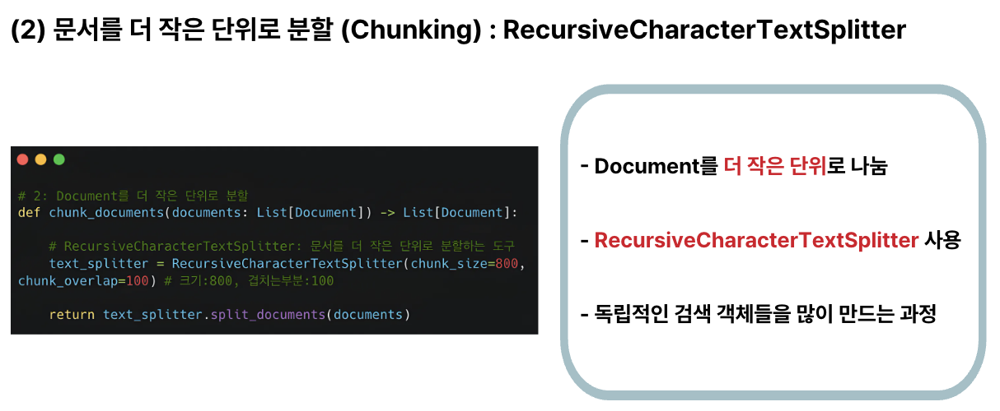 (2) 문서를 더 작은 단위로 분할 (Chunking) : RecursiveCharacterTextSplitter
# 2: Document를 더 작은 단위로 분할
def chunk_documents(documents: List[Document]) -> List[Document]:
# RecursiveCharacterTextSplitter: 문서를 더 작은 단위로 분할하는 도구
text_splitter = RecursiveCharacterTextSplitter(chunk_size=800,
chunk_overlap=100) # 크기:800, 겹치는부분:100
return text_splitter.split_documents(documents)
- Document를 더 작은 단위로 나눔
- RecursiveCharacterTextSplitter 사용
- 독립적인 검색 객체들을 많이 만드는 과정